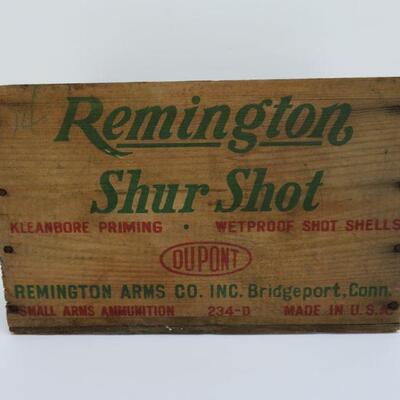 Remington
Shur Shot
KLEANBORE PRIMING • WETPROOF SHOT SHELLS
DUPONT
REMINGTON ARMS CO. INC. Bridgeport, Conn.
SMALL ARMS AMMUNITION 234-D MADE IN U.S.A.